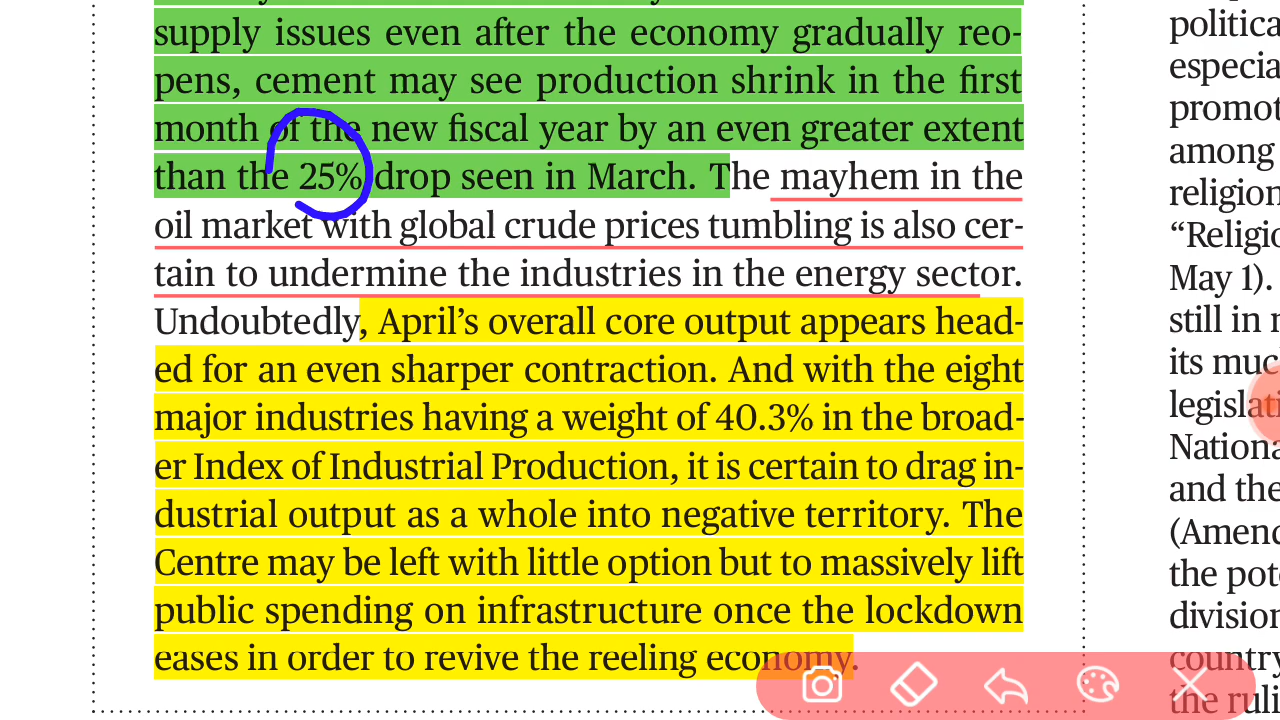 supply issues even after the economy gradually reo-
pens, cement may see production shrink in the first
month of the new fiscal year by an even greater extent
than the 25% drop seen in March. The mayhem in the
oil market with global crude prices tumbling is also cer-
tain to undermine the industries in the energy sector.
Undoubtedly, April’s overall core output appears head-
ed for an even sharper contraction. And with the eight
major industries having a weight of 40.3% in the broad-
er Index of Industrial Production, it is certain to drag in-
dustrial output as a whole into negative territory. The
Centre may be left with little option but to massively lift
public spending on infrastructure once the lockdown
eases in order to revive the reeling economy.
politica
especia
promot
among
religion
“Religio
May 1).
still in
its muc
legislati
Nationa
and the
(Amend
the pote
division
country
the ruli